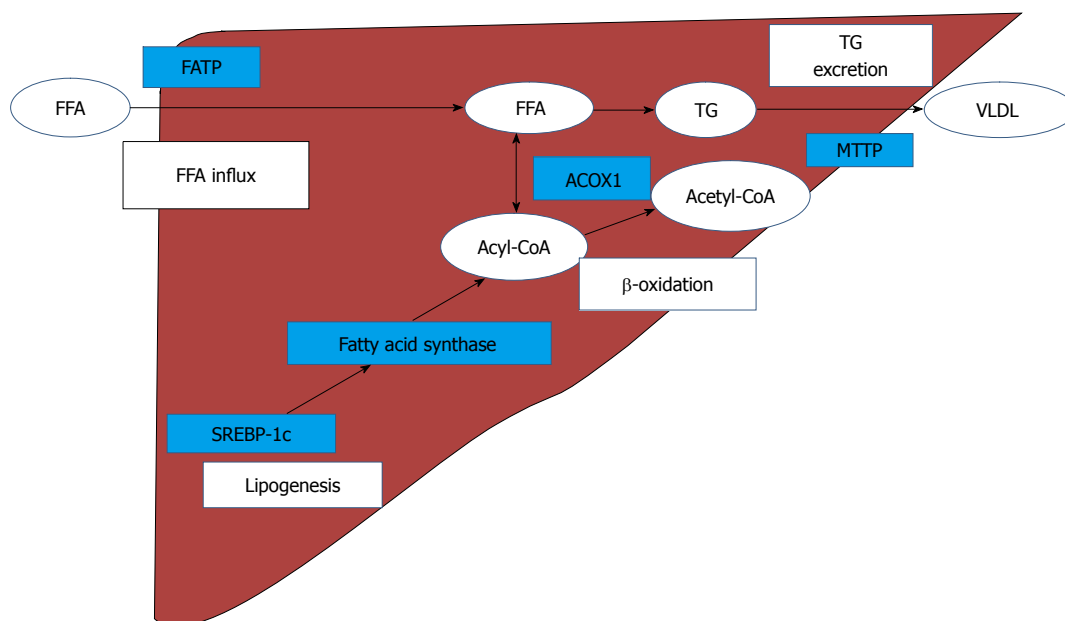 TG
excretion
FATP
FFA
FFA
TG
VLDL
MTTP
FFA influx
ACOX1
Acetyl-CoA
Acyl-CoA
β-oxidation
Fatty acid synthase
SREBP-1c
Lipogenesis